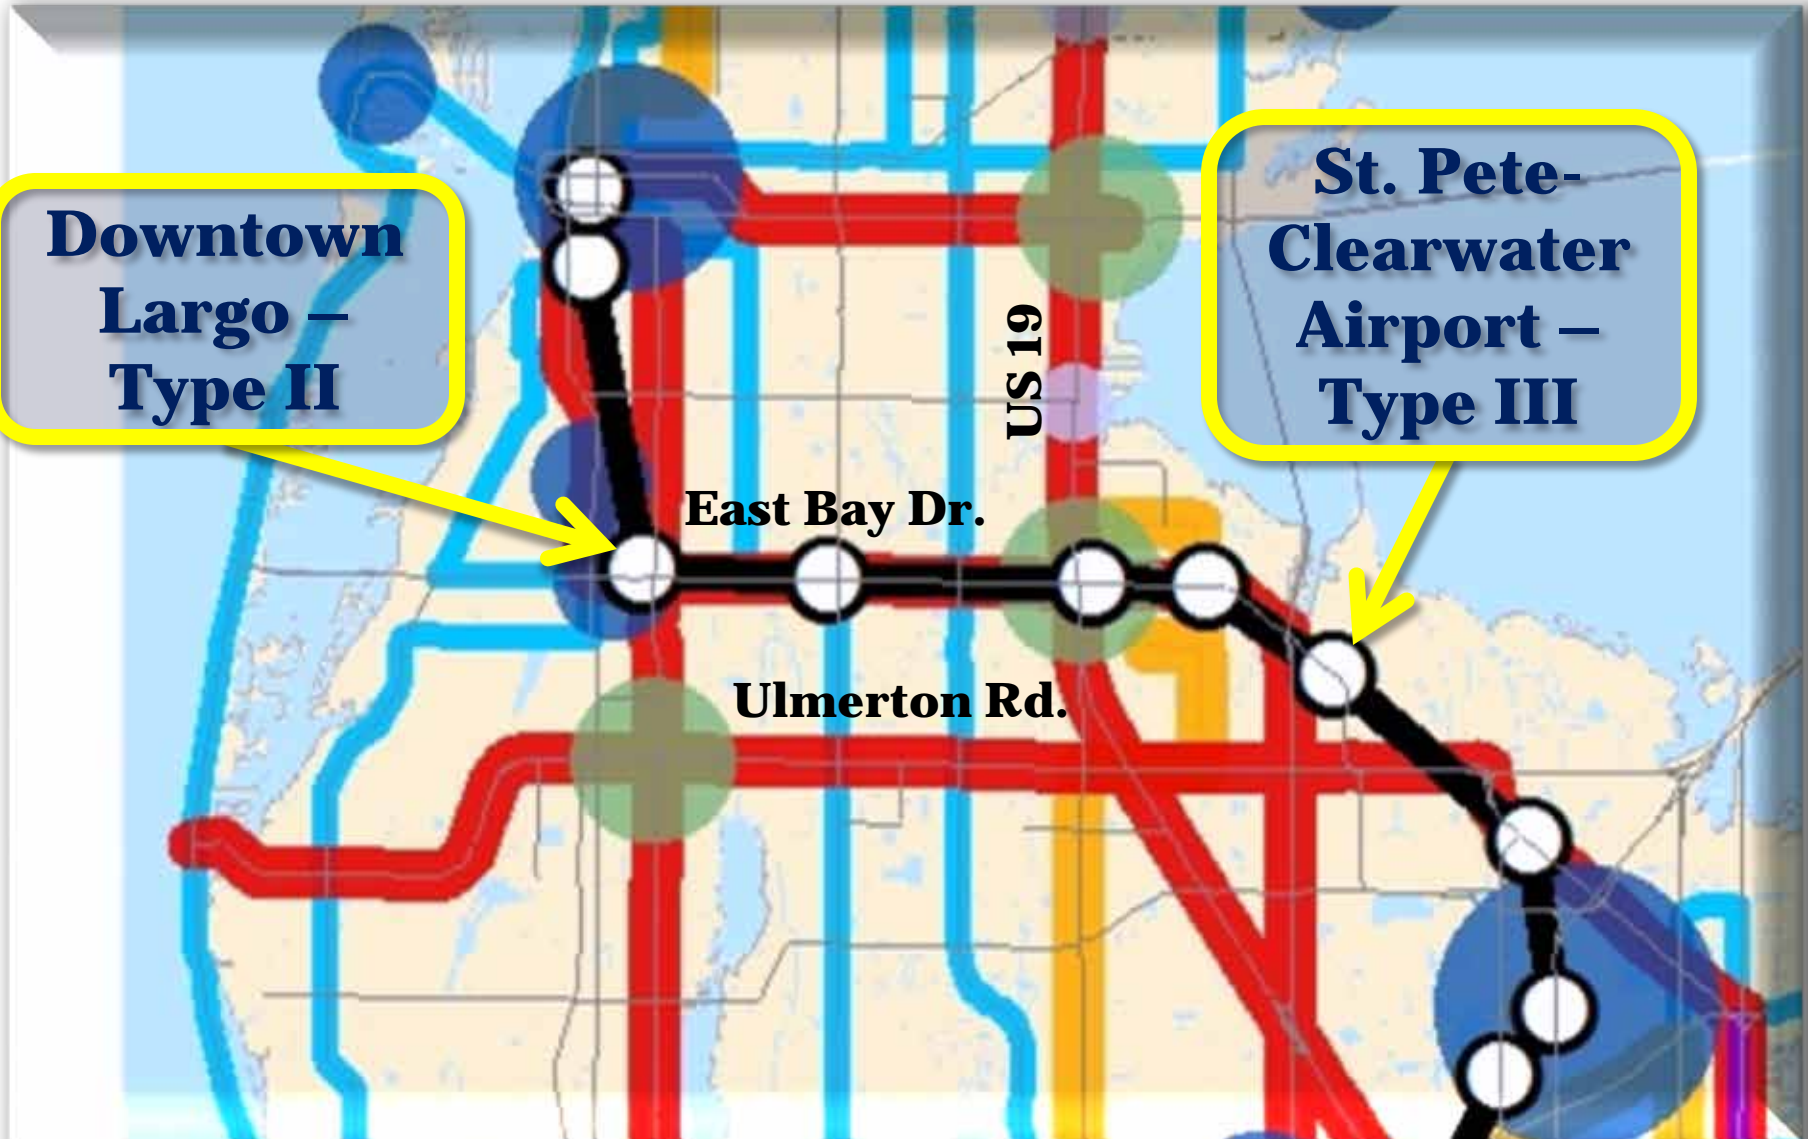 Downtown
Largo –
Type II
St. Pete-
Clearwater
Airport –
Type III
US 19
East Bay Dr.
Ulmerton Rd.